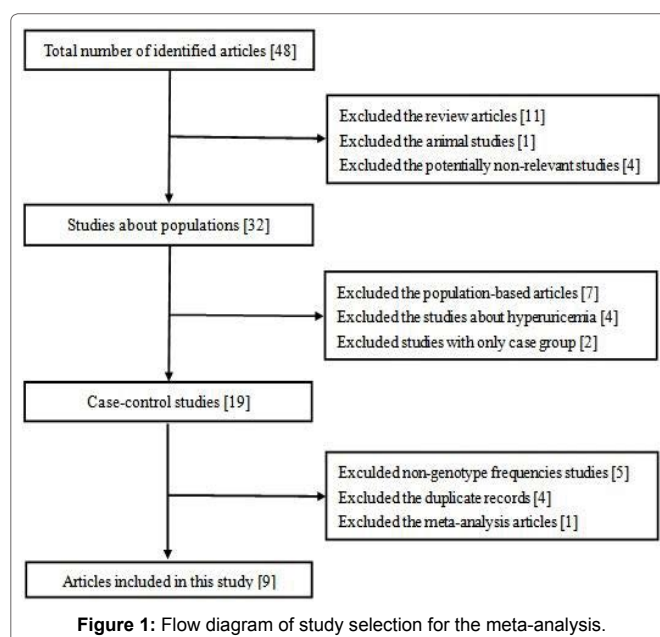 Total number of identified articles [48]
Excluded the review articles [11]
Excluded the animal studies [1]
Excluded the potentially non-relevant studies [4]
Studies about populations [32]
Excluded the population-based articles [7]
Excluded the studies about hyperuricemia [4]
Excluded studies with only case group [2]
Case-control studies [19]
Exculded non-genotype frequencies studies [5]
Excluded the duplicate records [4]
Excluded the meta-analysis articles [1]
Articles included in this study [9]
Figure 1: Flow diagram of study selection for the meta-analysis.